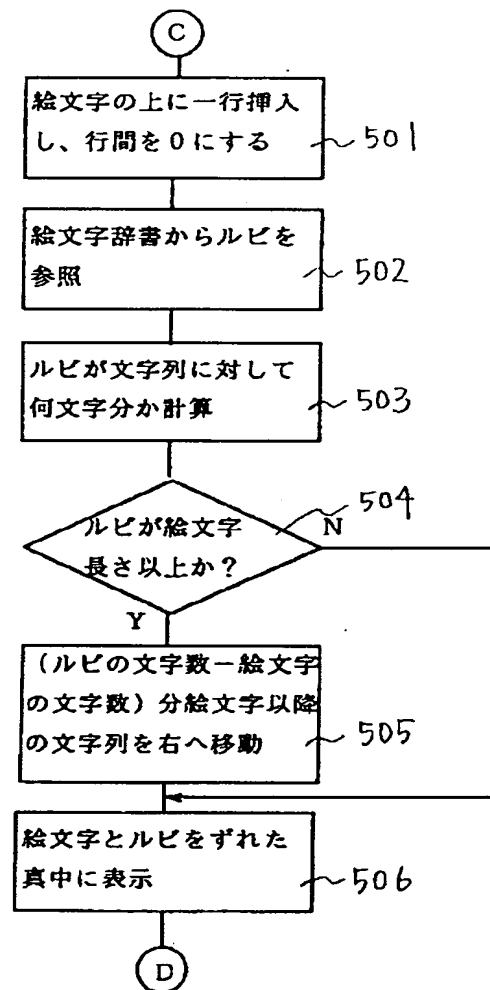 C
絵文字の上に一行挿入
し、行間を0にする
501
絵文字辞書からルビを
参照
502
ルビが文字列に対して
何文字分か計算
503
504
ルビが絵文字
長さ以上か？
N
Y
（ルビの文字数－絵文字
の文字数）分絵文字以降
の文字列を右へ移動
505
絵文字とルビをずれた
真中に表示
506
D